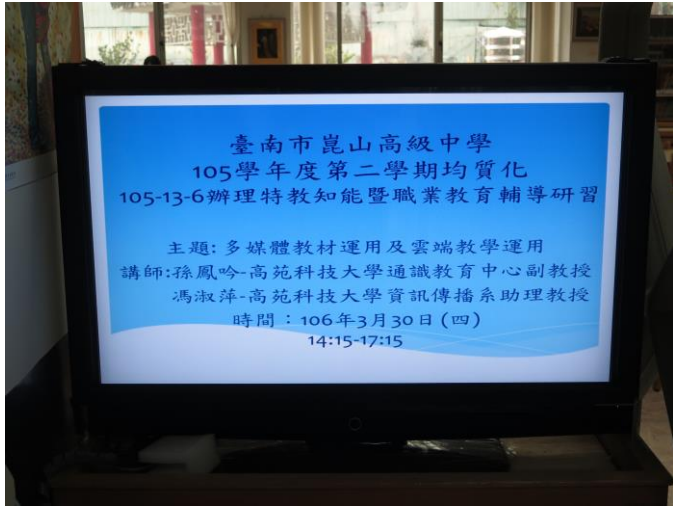 臺南市崑山高級中學
105學年度第二學期均質化
105-13-6辦理特教知能暨職業教育輔導研習
主題:多媒體教材運用及雲端教學運用
講師:孫鳳吟-高苑科技大學通識教育中心副教授
馮淑萍-高苑科技大學資訊傳播系助理教授
時間：106年3月30日(四)
14:15-17:15